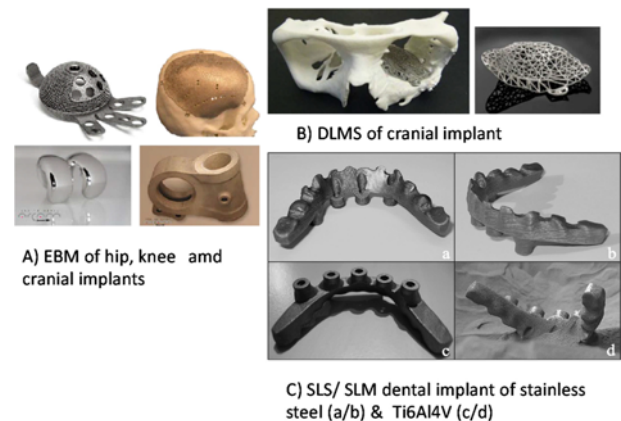 B) DLMS of cranial implant
A) EBM of hip, knee amd
cranial implants
a
b
c
d
C) SLS/ SLM dental implant of stainless
steel (a/b) & Ti6Al4V (c/d)